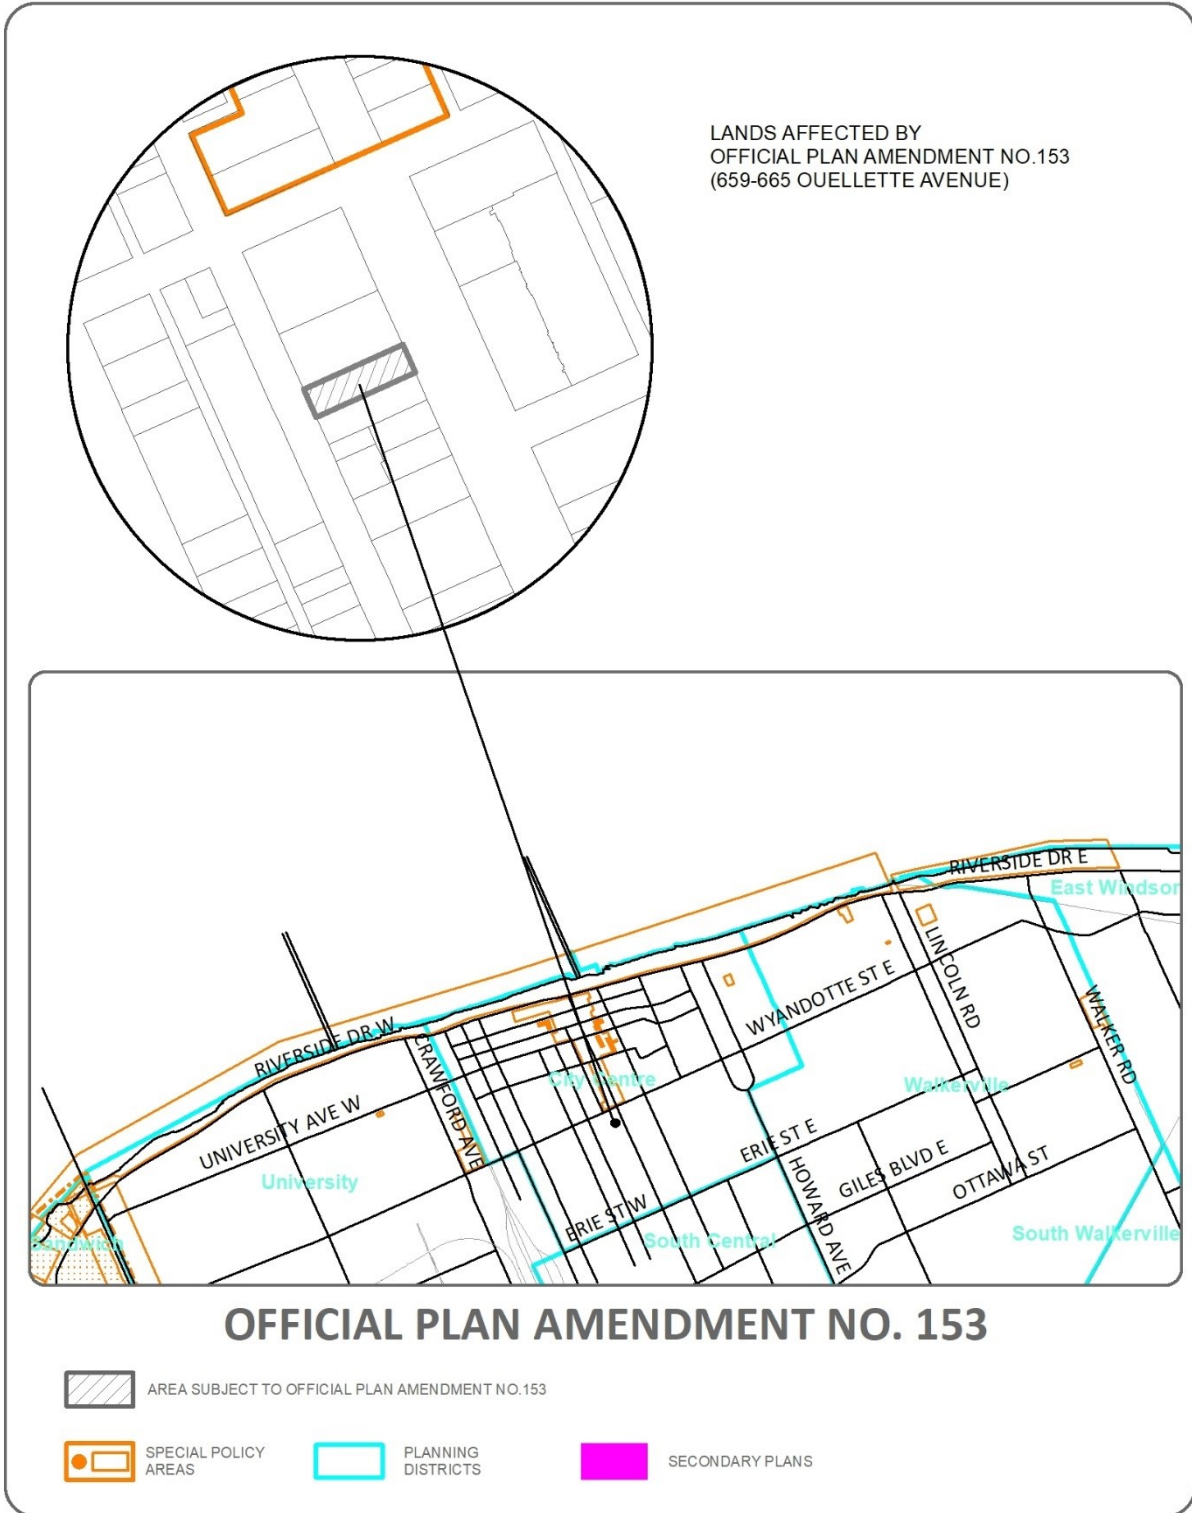 LANDS AFFECTED BY
OFFICIAL PLAN AMENDMENT NO.153
(659-665 OUELLETTE AVENUE)
RIVERSIDE DR E
East Windsor
LINCOLN RD
WYANDOTTE ST E
WALKER RD
RIVERSIDE DR W
CRAWFORD AVE
City Centre
Walkerville
UNIVERSITY AVE W
University
ERIE ST E
HOWARD AVE
GILES BLVD E
OTTAWA ST
ERIE ST W
South Central
South Walkerville
Sandwich
OFFICIAL PLAN AMENDMENT NO. 153
AREA SUBJECT TO OFFICIAL PLAN AMENDMENT NO.153
SPECIAL POLICY
AREAS
PLANNING
DISTRICTS
SECONDARY PLANS